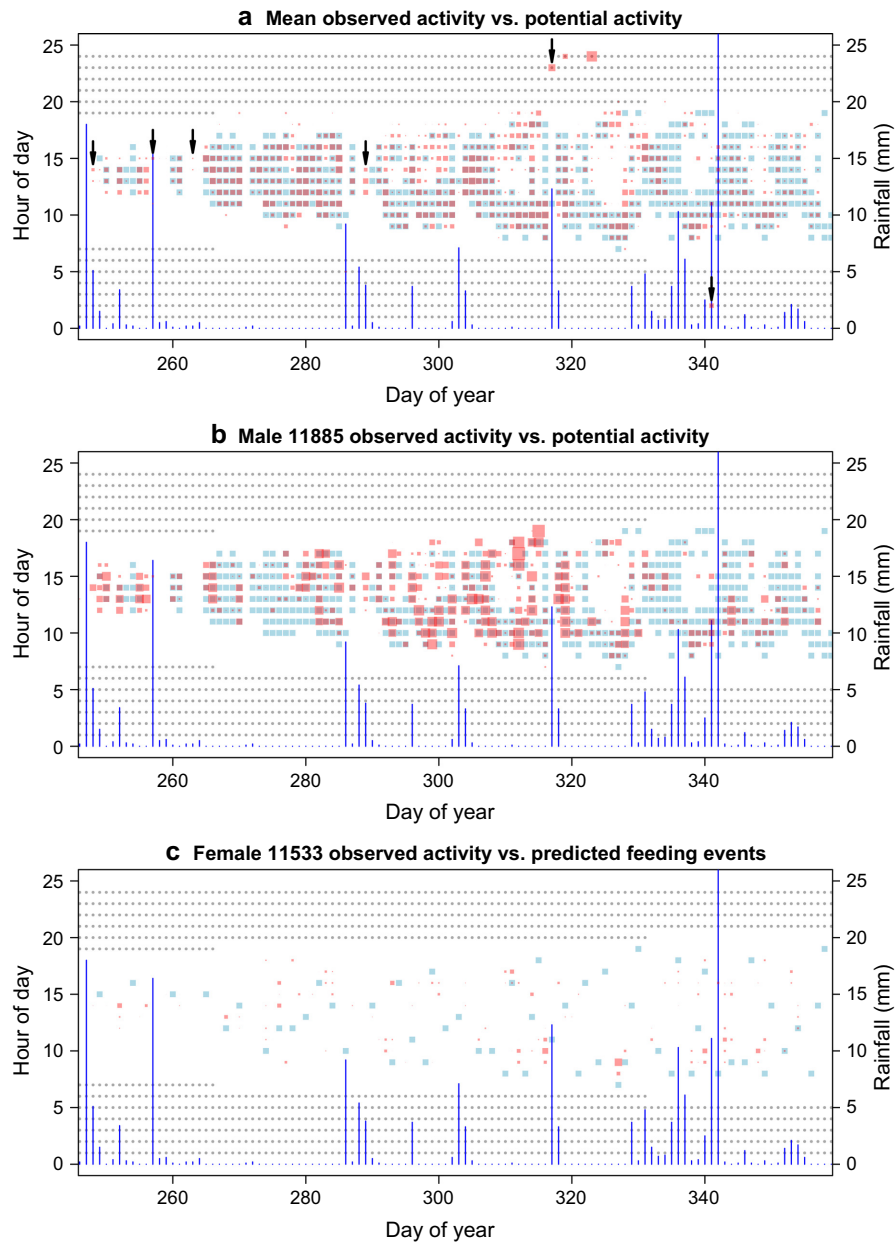 a Mean observed activity vs. potential activity
25
20
15
10
5
0
Hour of day
25
20
15
10
5
0
Rainfall (mm)
260 280 300 320 340
Day of year
b Male 11885 observed activity vs. potential activity
25
20
15
10
5
0
Hour of day
25
20
15
10
5
0
Rainfall (mm)
260 280 300 320 340
Day of year
c Female 11533 observed activity vs. predicted feeding events
25
20
15
10
5
0
Hour of day
25
20
15
10
5
0
Rainfall (mm)
260 280 300 320 340
Day of year